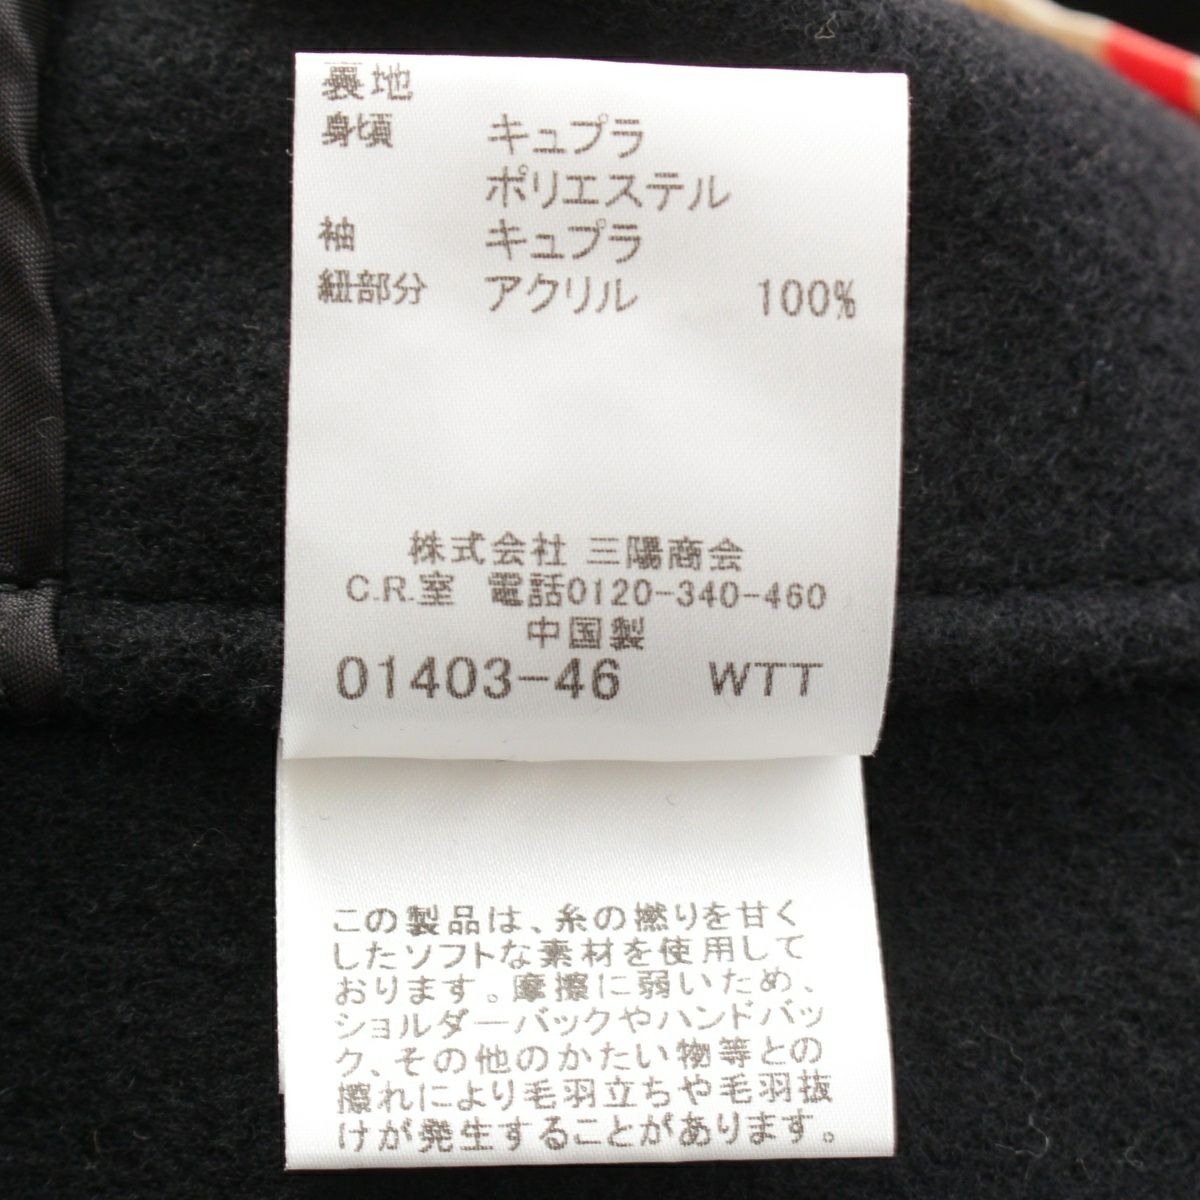 裏地
身頃 キュプラ
ポリエステル
袖 キュプラ
紐部分 アクリル 100%
株式会社 三陽商会
C.R.室 電話0120-340-460
中国製
01403-46 WTT
この製品は、糸の撚りを甘く
したソフトな素材を使用して
おります。摩擦に弱いため、
ショルダーバックやハンドバッ
ク、その他のかたい物等との
擦れにより毛羽立ちや毛羽抜
けが発生することがあります。